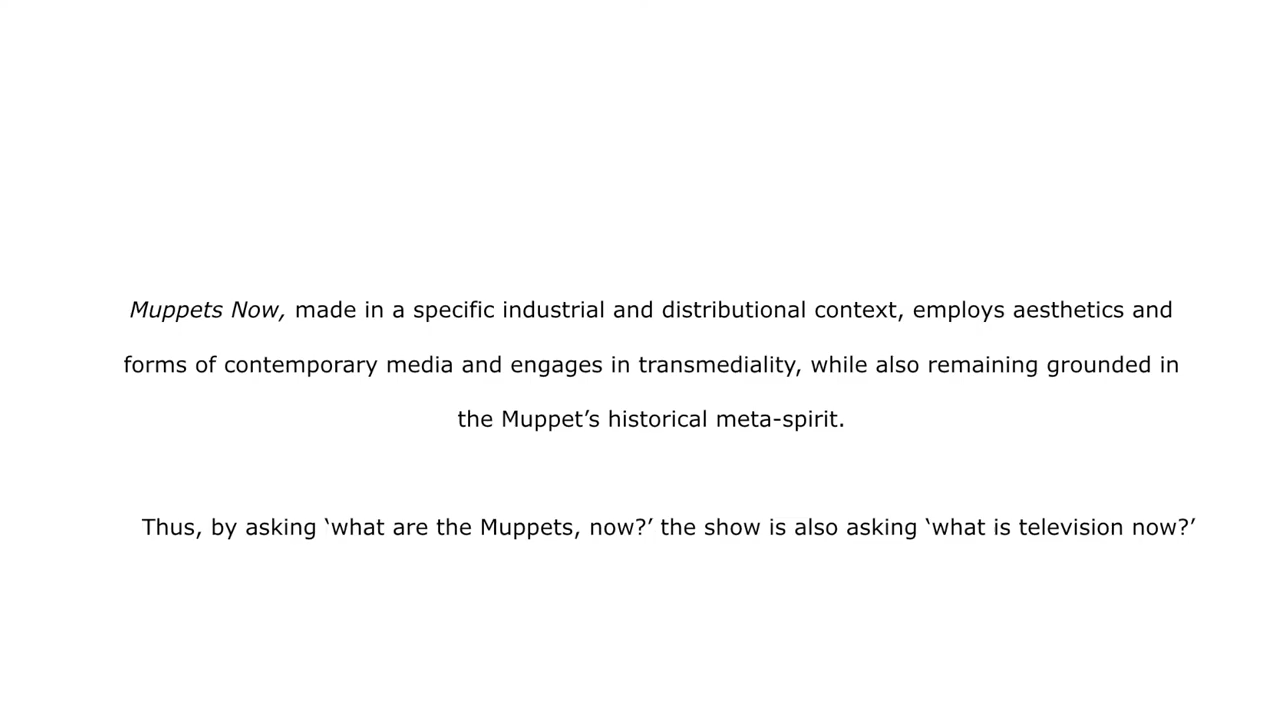 Muppets Now, made in a specific industrial and distributional context, employs aesthetics and
forms of contemporary media and engages in transmediality, while also remaining grounded in
the Muppet’s historical meta-spirit.
Thus, by asking ‘what are the Muppets, now?’ the show is also asking ‘what is television now?’